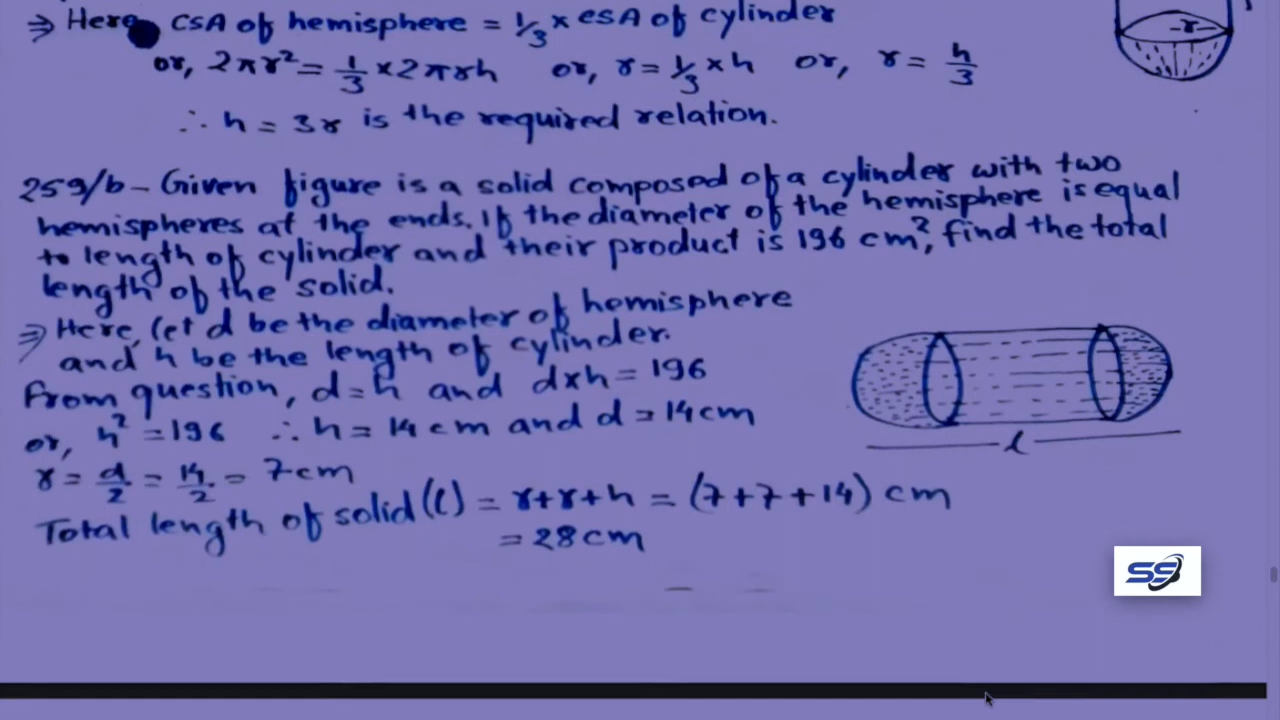 ⇒ Here, CSA of hemisphere = 1/3 × CSA of cylinder
or, 2πr² = 1/3 × 2πrh or, r = 1/3 × h or, r = h/3
∴ h = 3r is the required relation.
r
259/b - Given figure is a solid composed of a cylinder with two
hemispheres at the ends. If the diameter of the hemisphere is equal
to length of cylinder and their product is 196 cm², find the total
length of the solid.
⇒ Here, let d be the diameter of hemisphere
and h be the length of cylinder.
From question, d = h and d×h = 196
or, h² = 196 ∴ h = 14 cm and d = 14 cm
r = d/2 = 14/2 = 7 cm
Total length of solid (l) = r+r+h = (7+7+14) cm
= 28 cm
l
SS